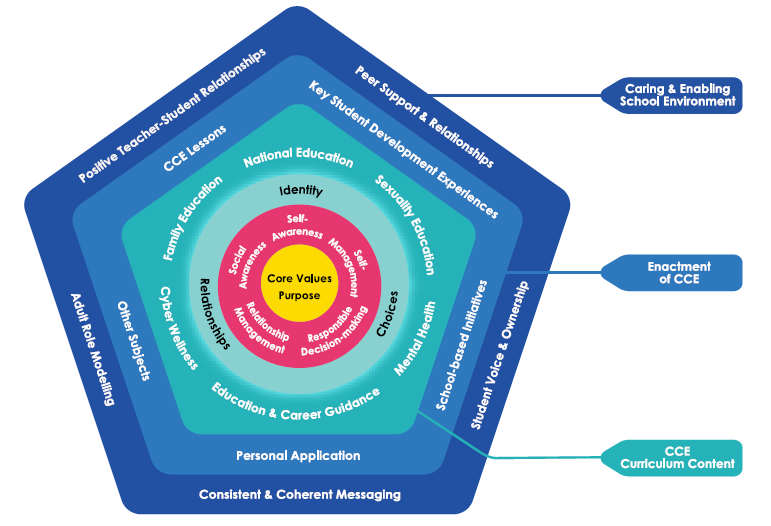 Positive Teacher-Student Relationships
Peer Support & Relationships
Caring & Enabling
School Environment
CCE Lessons
Key Student Development Experiences
National Education
Family Education
Sexuality Education
Identity
Self-
Awareness
Social
Awareness
Self-
Management
Core Values
Purpose
Enactment
of CCE
Relationships
Choices
Relationship
Management
Responsible
Decision-making
Cyber Wellness
Mental Health
Other Subjects
School-based Initiatives
Adult Role Modelling
Student Voice & Ownership
Education & Career Guidance
CCE
Curriculum Content
Personal Application
Consistent & Coherent Messaging